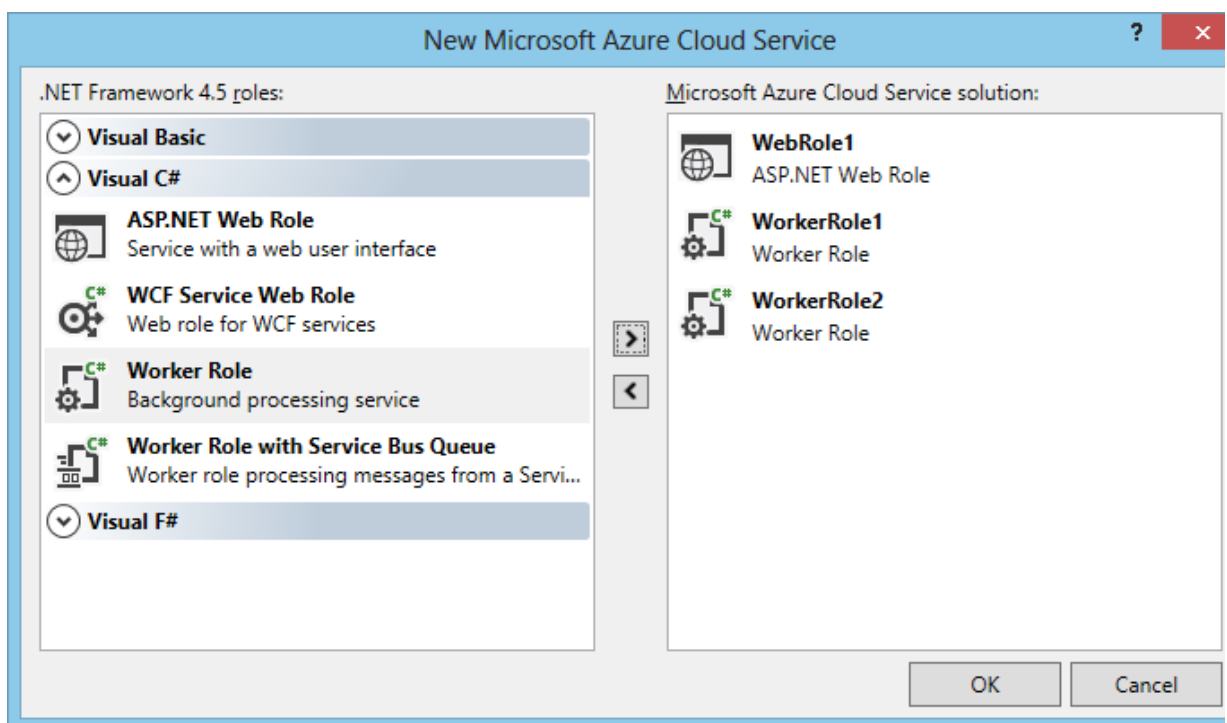 New Microsoft Azure Cloud Service
?
.NET Framework 4.5 roles:
Visual Basic
Visual C#
ASP.NET Web Role
Service with a web user interface
C#
WCF Service Web Role
Web role for WCF services
C#
Worker Role
Background processing service
C#
Worker Role with Service Bus Queue
Worker role processing messages from a Servi...
Visual F#
Microsoft Azure Cloud Service solution:
WebRole1
ASP.NET Web Role
C#
WorkerRole1
Worker Role
C#
WorkerRole2
Worker Role
OK
Cancel